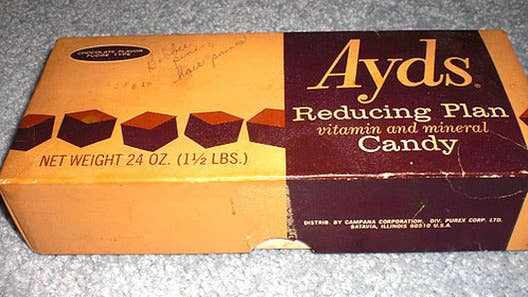 CHOCOLATE FLAVOR
FUDGE TYPE
Ayds®
Reducing Plan
vitamin and mineral
Candy
NET WEIGHT 24 OZ. (1½ LBS.)
DISTRIB. BY CAMPANA CORPORATION, DIV. PUREX CORP. LTD.
BATAVIA, ILLINOIS 60510 U.S.A.